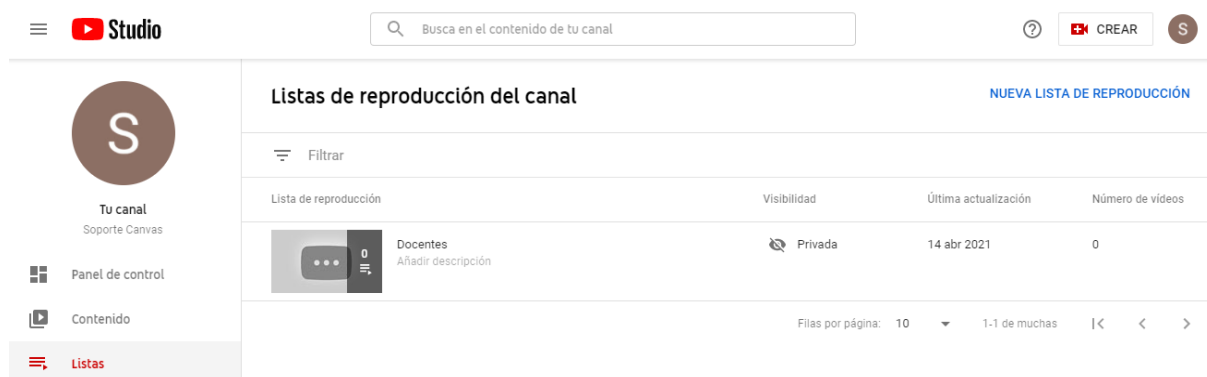 Studio
Busca en el contenido de tu canal
CREAR
S
S
Tu canal
Soporte Canvas
Panel de control
Contenido
Listas
Listas de reproducción del canal
NUEVA LISTA DE REPRODUCCIÓN
Filtrar
Lista de reproducción Visibilidad Última actualización Número de vídeos
0
Docentes Privada 14 abr 2021 0
Añadir descripción
Filas por página: 10 1-1 de muchas